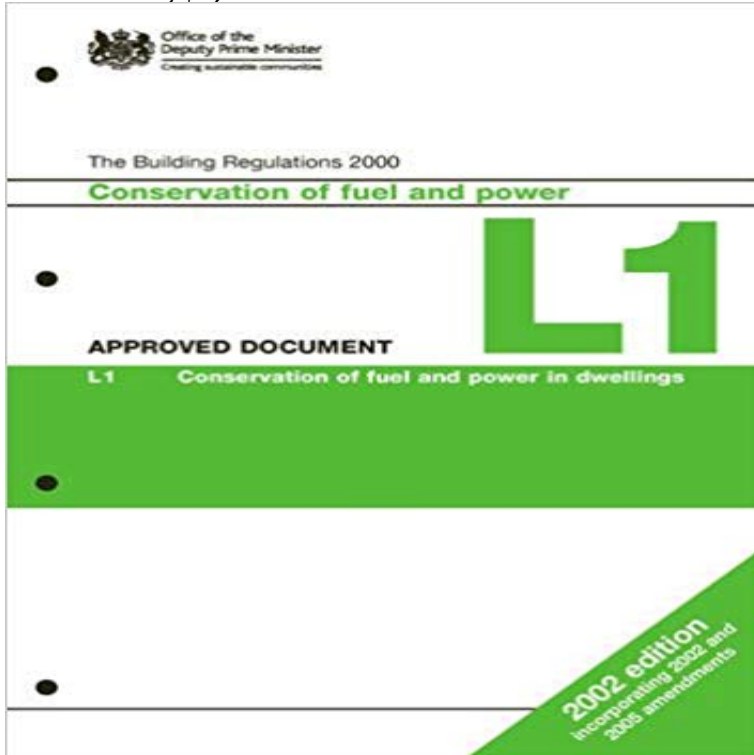 Office of the
Deputy Prime Minister
Creating sustainable communities
The Building Regulations 2000
Conservation of fuel and power
L1
APPROVED DOCUMENT
L1 Conservation of fuel and power in dwellings
2002 edition
incorporating 2002 and
2005 amendments